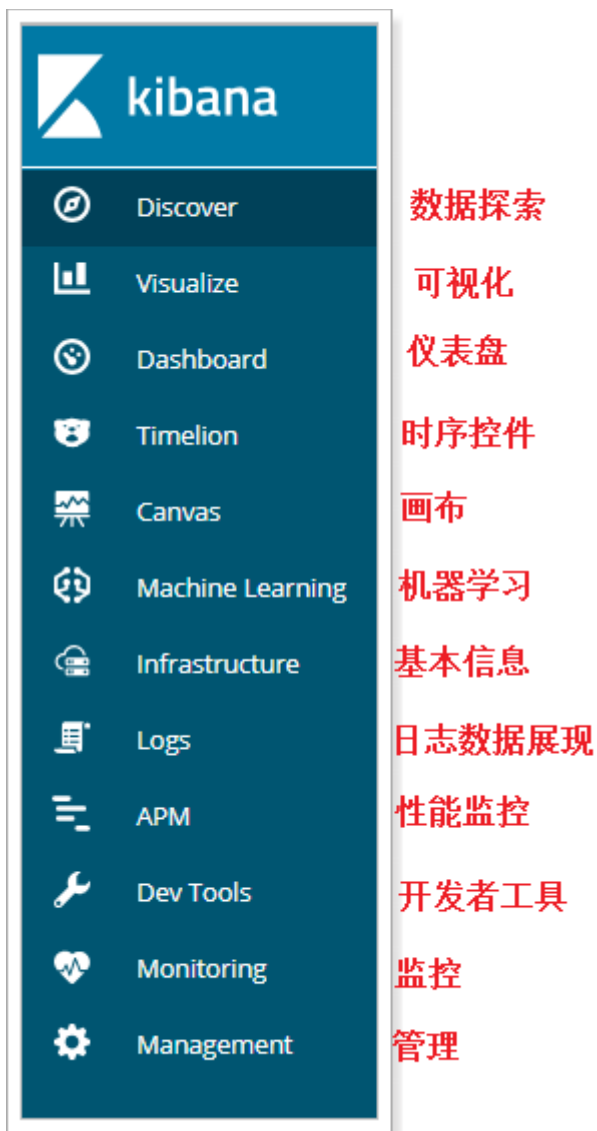 kibana
Discover 数据探索
Visualize 可视化
Dashboard 仪表盘
Timelion 时序控件
Canvas 画布
Machine Learning 机器学习
Infrastructure 基本信息
Logs 日志数据展现
APM 性能监控
Dev Tools 开发者工具
Monitoring 监控
Management 管理